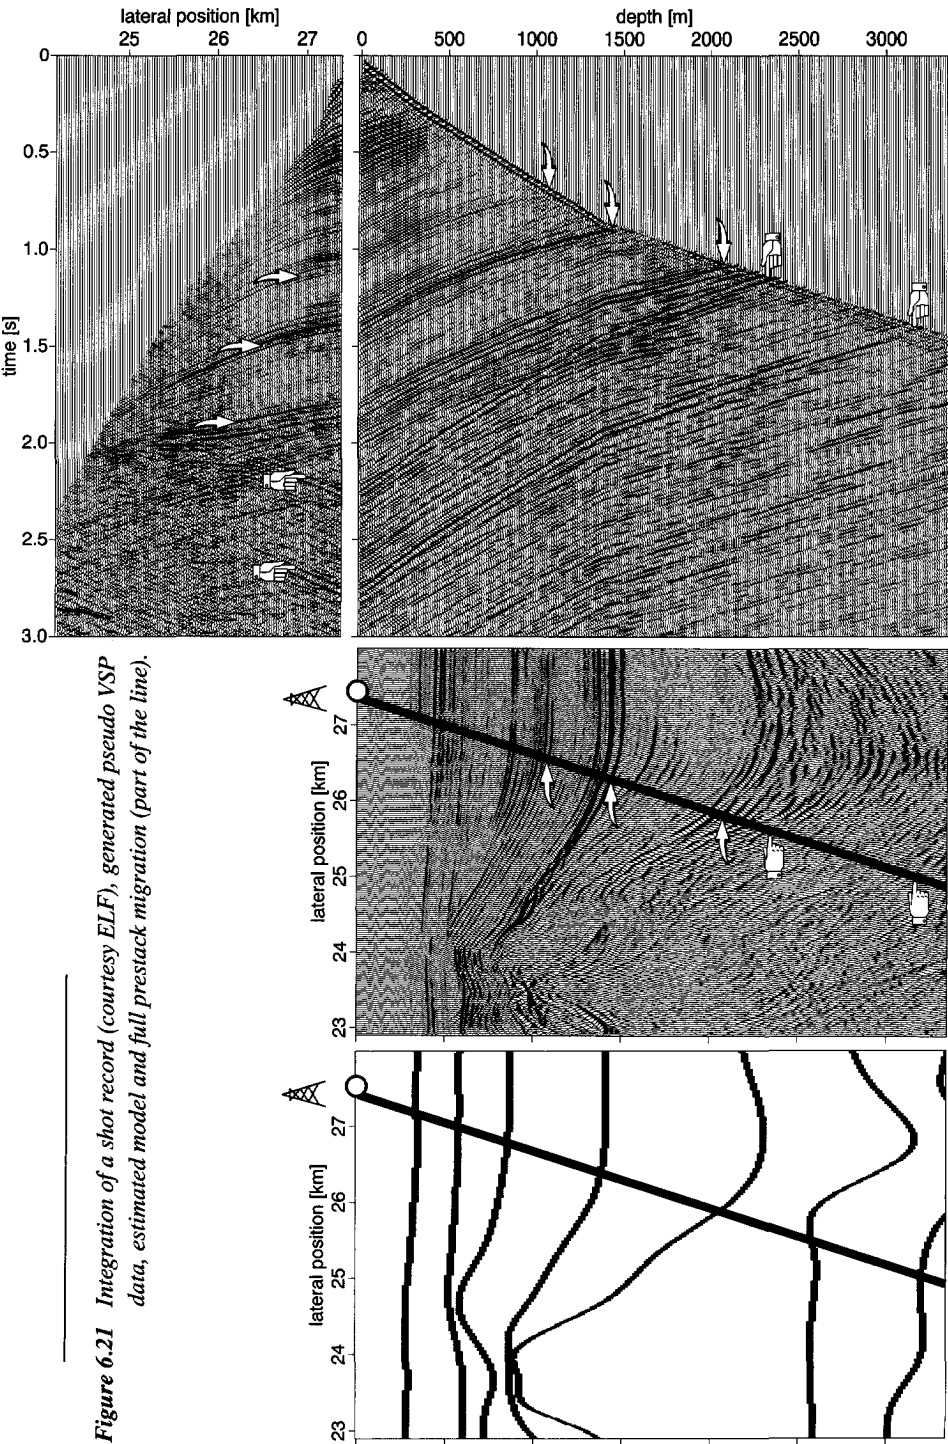 lateral position [km]
25 26 27
depth [m]
0 500 1000 1500 2000 2500 3000
time [s]
0
0.5
1.0
1.5
2.0
2.5
3.0
lateral position [km]
27
26
25
24
23
lateral position [km]
27
26
25
24
23
Figure 6.21 Integration of a shot record (courtesy ELF), generated pseudo VSP
data, estimated model and full prestack migration (part of the line).